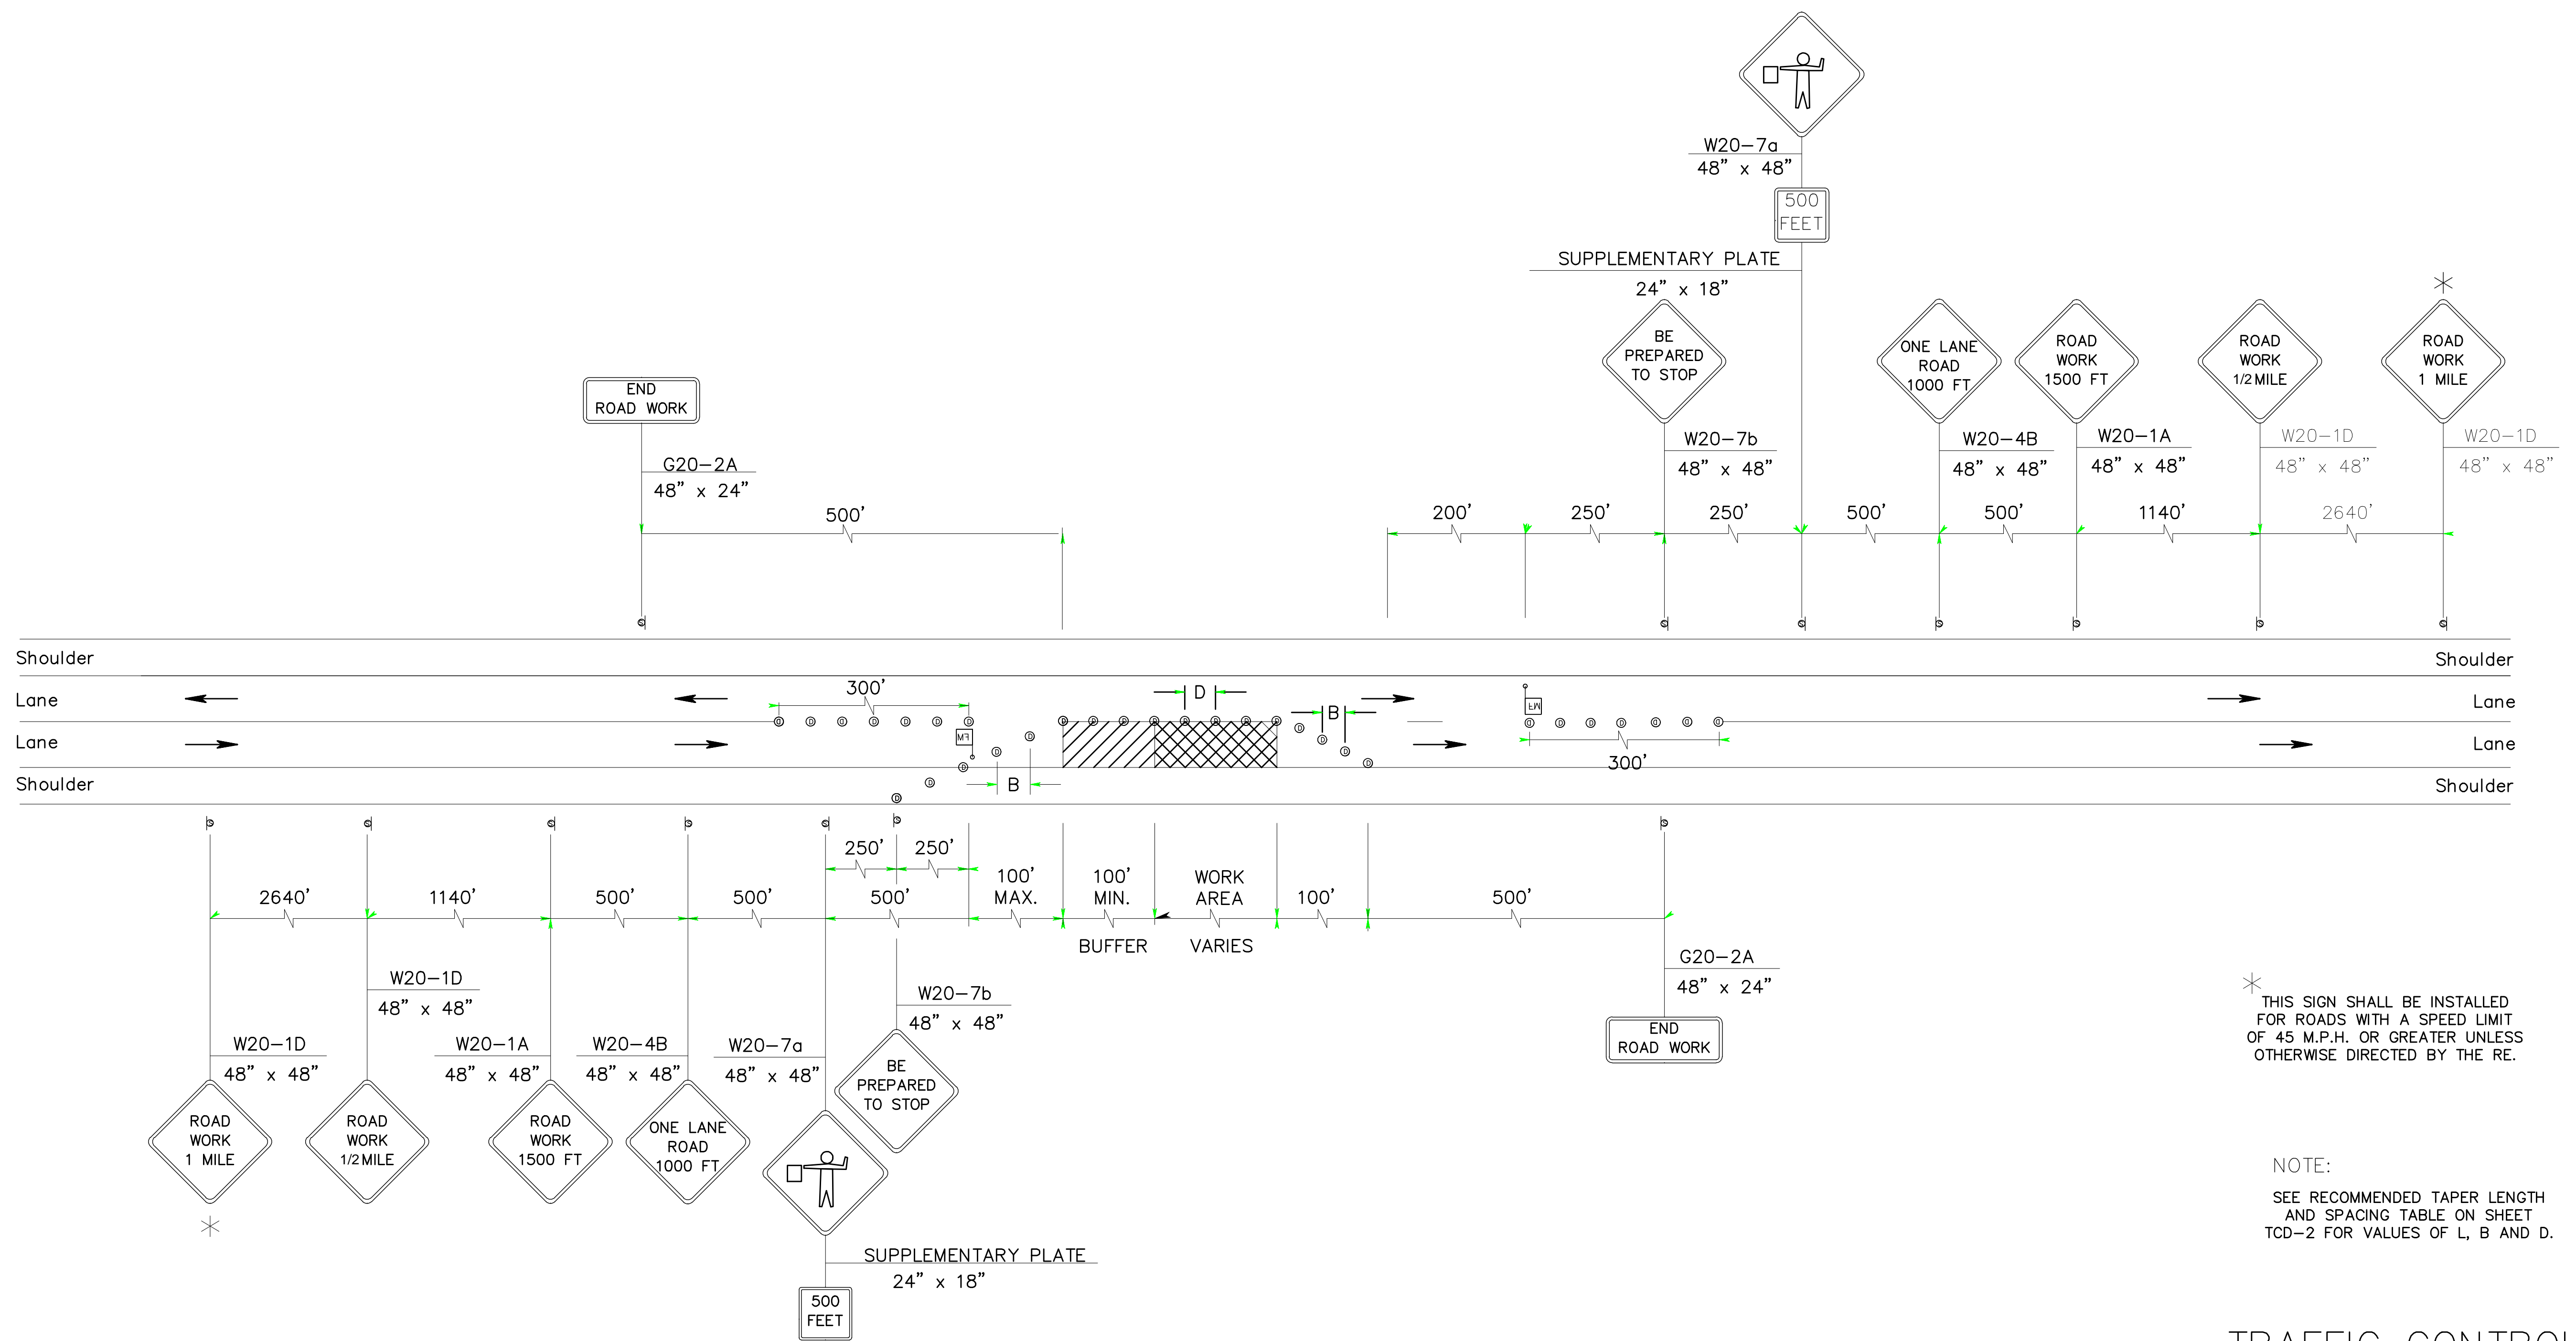 W20-7a
48" x 48"
500
FEET
SUPPLEMENTARY PLATE
24" x 18"
BE
PREPARED
TO STOP
W20-7b
48" x 48"
ONE LANE
ROAD
1000 FT
W20-4B
48" x 48"
ROAD
WORK
1500 FT
W20-1A
48" x 48"
ROAD
WORK
1/2 MILE
W20-1D
48" x 48"
ROAD
WORK
1 MILE
W20-1D
48" x 48"
END
ROAD WORK
G20-2A
48" x 24"
500'
200'
250'
250'
500'
500'
1140'
2640'
Shoulder
Shoulder
Lane
300'
D
B
FM
Lane
Lane
FM
B
300'
Lane
Shoulder
Shoulder
250'
250'
2640'
1140'
500'
500'
500'
100'
MAX.
100'
MIN.
BUFFER
WORK
AREA
VARIES
100'
500'
W20-1D
48" x 48"
ROAD
WORK
1 MILE
W20-1D
48" x 48"
ROAD
WORK
1/2 MILE
W20-1A
48" x 48"
ROAD
WORK
1500 FT
W20-4B
48" x 48"
ONE LANE
ROAD
1000 FT
W20-7a
48" x 48"
W20-7b
48" x 48"
BE
PREPARED
TO STOP
SUPPLEMENTARY PLATE
24" x 18"
500
FEET
G20-2A
48" x 24"
END
ROAD WORK
THIS SIGN SHALL BE INSTALLED
FOR ROADS WITH A SPEED LIMIT
OF 45 M.P.H. OR GREATER UNLESS
OTHERWISE DIRECTED BY THE RE.
NOTE:
SEE RECOMMENDED TAPER LENGTH
AND SPACING TABLE ON SHEET
TCD-2 FOR VALUES OF L, B AND D.
TRAFFIC CONTROL